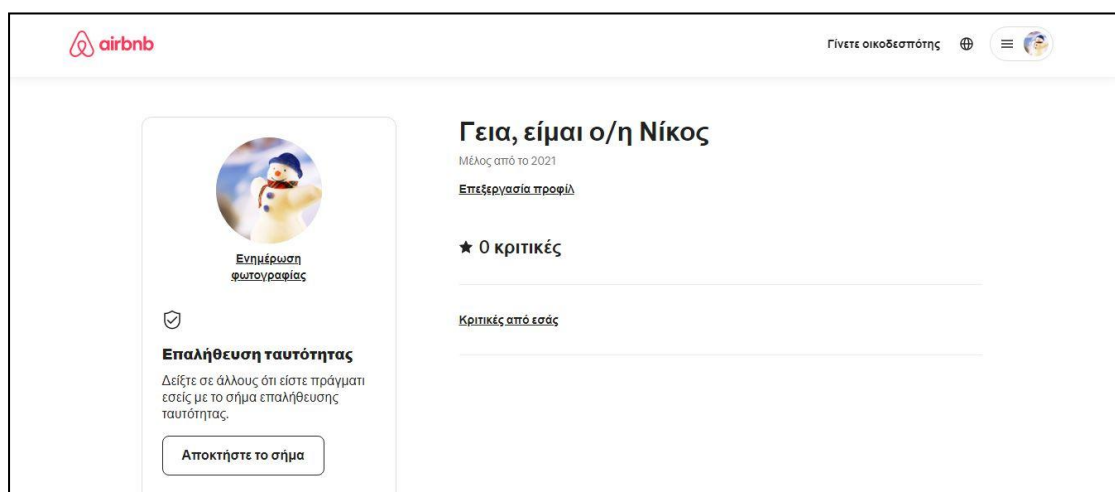 airbnb
Γίνετε οικοδεσπότης
Ενημέρωση
φωτογραφίας
Επαλήθευση ταυτότητας
Δείξτε σε άλλους ότι είστε πράγματι
εσείς με το σήμα επαλήθευσης
ταυτότητας.
Αποκτήστε το σήμα
Γεια, είμαι ο/η Νίκος
Μέλος από το 2021
Επεξεργασία προφίλ
★ 0 κριτικές
Κριτικές από εσάς